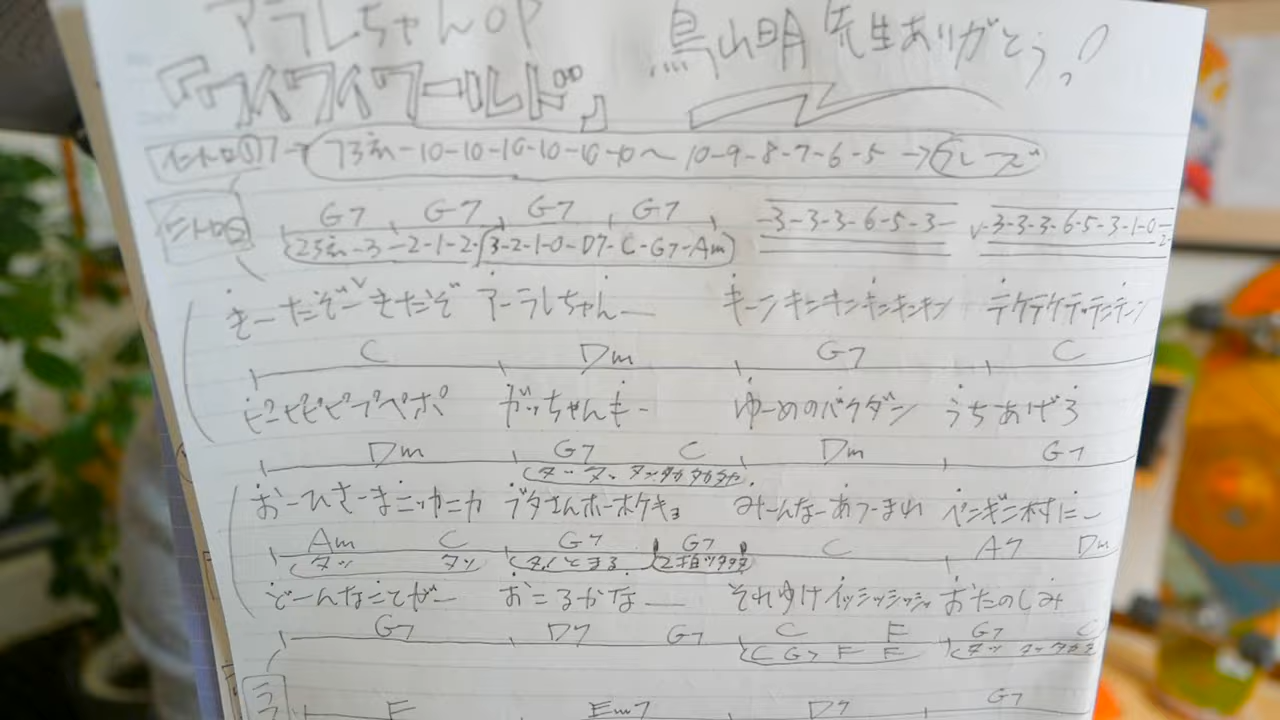 アラレちゃんOP 鳥山明先生ありがとう!
『ワイワイワールド』
イントロ① 7→ 7弦-10-10-10-10-10-10〜10-9-8-7-6-5→
イントロ②
G7 G7 G7 G7 -3-3-3-6-5-3- -3-3-3-6-5-3-1-0-2-
2弦-3-2-1-2- 3-2-1-0-D7-C-G7-Am
きーたぞー きたぞ アーラレちゃんー キーンキンキンキンキンキン テケテケテッテンテン
C Dm G7 C
ピピピピプペポ ガッちゃんもー ゆーめのバクダン うちあげろ
Dm G7 C Dm G7
おーひさーまニッカニカ ブタさんホーホケキョ みーんなーあつーまれ ペンギン村にー
Am C G7 G7 C A7 Dm
どーんなことがー おこるかなー それゆけイッシッシッシ おたのしみ
G7 D7 G7 C F G7 C
C G7 F F
F Em7 D7 G7